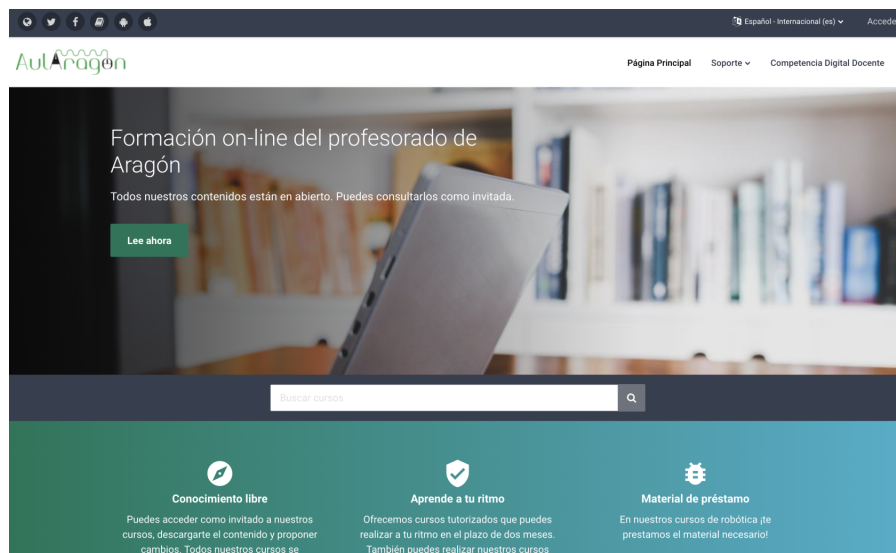 Español - Internacional (es)
Accede
AulAragón
Página Principal
Soporte
Competencia Digital Docente
Formación on-line del profesorado de
Aragón
Todos nuestros contenidos están en abierto. Puedes consultarlos como invitada.
Lee ahora
Buscar cursos
Conocimiento libre
Puedes acceder como invitado a nuestros
cursos, descargarte el contenido y proponer
cambios. Todos nuestros cursos se
Aprende a tu ritmo
Ofrecemos cursos tutorizados que puedes
realizar a tu ritmo en el plazo de dos meses.
También puedes realizar nuestros cursos
Material de préstamo
En nuestros cursos de robótica ¡te
prestamos el material necesario!